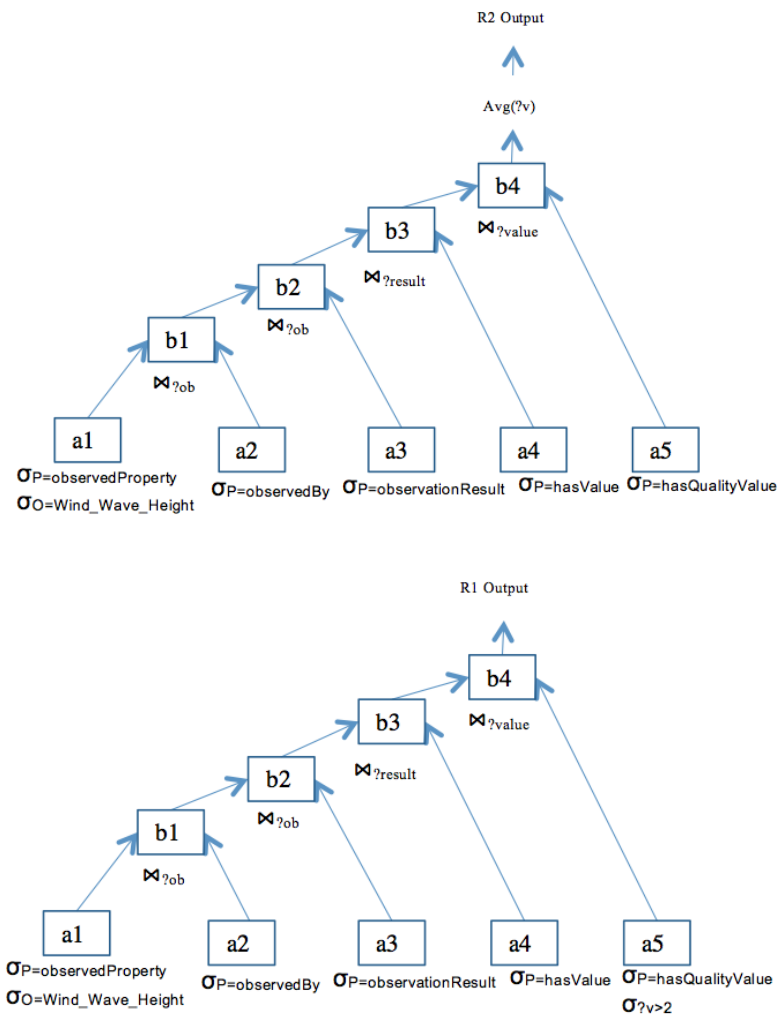 R2 Output
Avg(?v)
b4
⋈?value
b3
⋈?result
b2
⋈?ob
b1
⋈?ob
a1
a2
a3
a4
a5
σP=observedProperty
σO=Wind_Wave_Height
σP=observedBy
σP=observationResult
σP=hasValue
σP=hasQualityValue
R1 Output
b4
⋈?value
b3
⋈?result
b2
⋈?ob
b1
⋈?ob
a1
a2
a3
a4
a5
σP=observedProperty
σO=Wind_Wave_Height
σP=observedBy
σP=observationResult
σP=hasValue
σP=hasQualityValue
σ?v>2